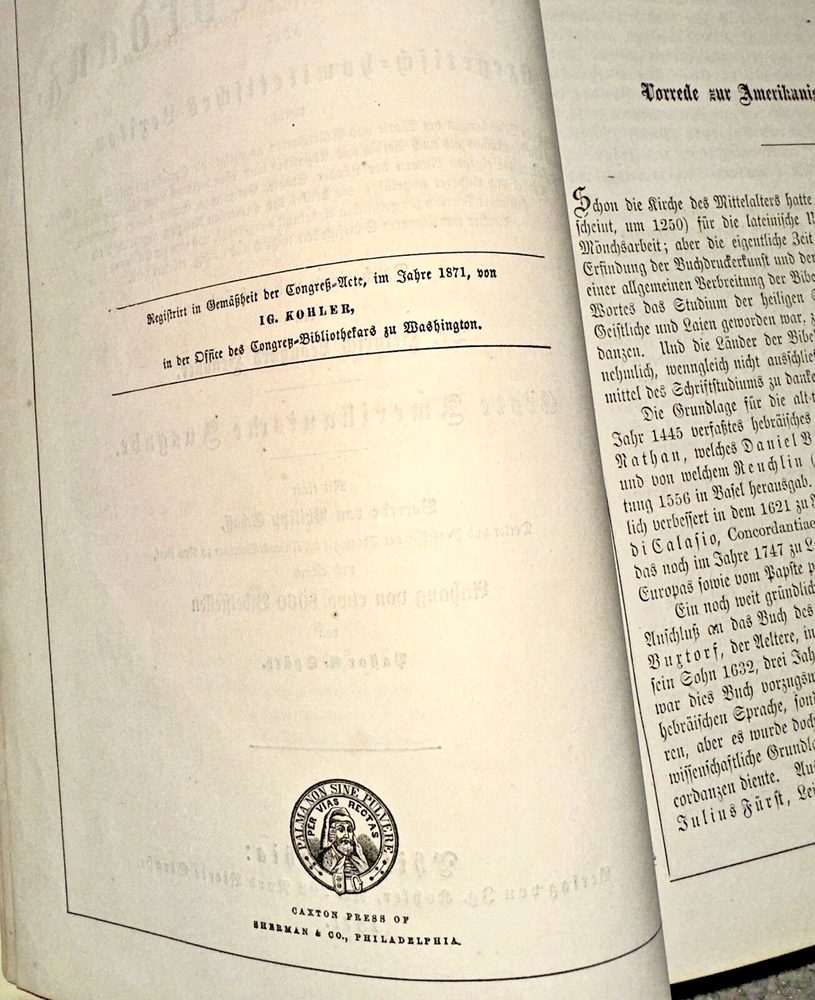 Registrirt in Gemäßheit der Congreß-Acte, im Jahre 1871, von
IG. KOHLER,
in der Office des Congreß-Bibliothekars zu Washington.
PALMA NON SINE PULVERE
PER VIAS RECTAS
CAXTON PRESS OF
SHERMAN & CO., PHILADELPHIA.
Vorrede zur Amerikanis
Schon die Kirche des Mittelalters hatte
scheint, um 1250) für die lateinische
Mönchsarbeit; aber die eigentliche Zeit
Erfindung der Buchdruckerkunst und der
einer allgemeinen Verbreitung der Bibe
Wortes das Studium der heiligen
Geistliche und Laien geworden war,
danzen. Und die Länder der Bibe
nehmlich, wenngleich nicht ausschlie
mittel des Schriftstudiums zu danke
Die Grundlage für die alt-t
Jahr 1445 verfaßtes hebräisches
Nathan, welches Daniel B
und von welchem Reuchlin (
tung 1556 in Basel herausgab.
lich verbessert in dem 1621 zu
di Calasio, Concordantiae
das noch im Jahre 1747 zu L
Europas sowie vom Papste p
Ein noch weit gründlich
Anschluß an das Buch des
Buxtorf, der Aeltere, in
sein Sohn 1632, drei Jah
war dies Buch vorzugsw
hebräischen Sprache, sond
ren, aber es wurde doch
wissenschaftliche Grundla
cordanzen diente. Au
Julius Fürst, Lei